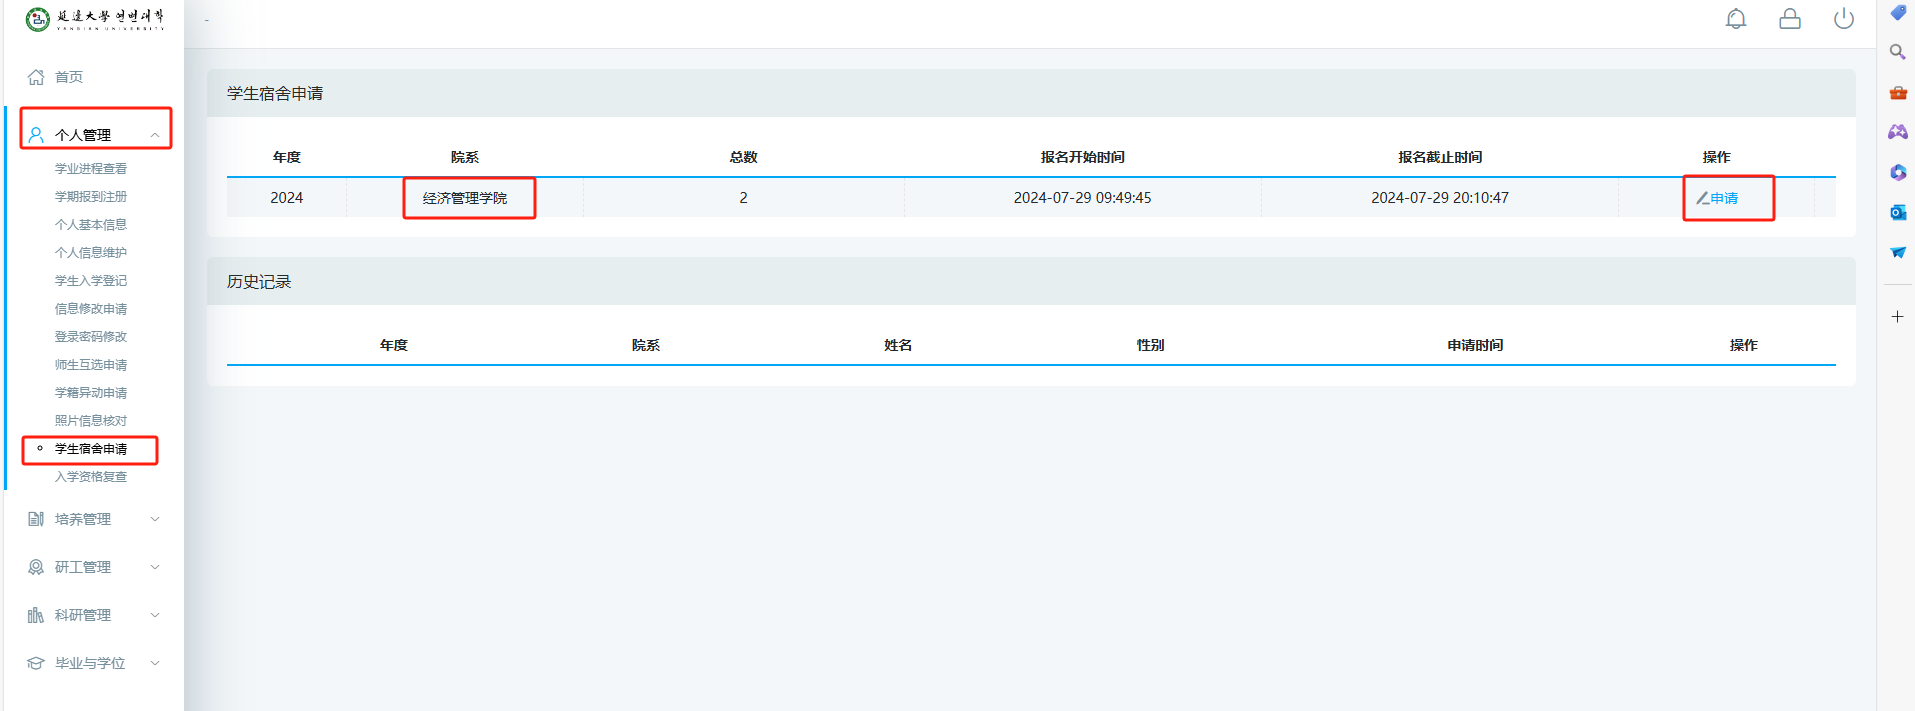 延邊大學 연변대학
YANBIAN UNIVERSITY
-
首页
个人管理
学业进程查看
学期报到注册
个人基本信息
个人信息维护
学生入学登记
信息修改申请
登录密码修改
师生互选申请
学籍异动申请
照片信息核对
学生宿舍申请
入学资格复查
培养管理
研工管理
科研管理
毕业与学位
学生宿舍申请
年度 院系 总数 报名开始时间 报名截止时间 操作
2024 经济管理学院 2 2024-07-29 09:49:45 2024-07-29 20:10:47 申请
历史记录
年度 院系 姓名 性别 申请时间 操作